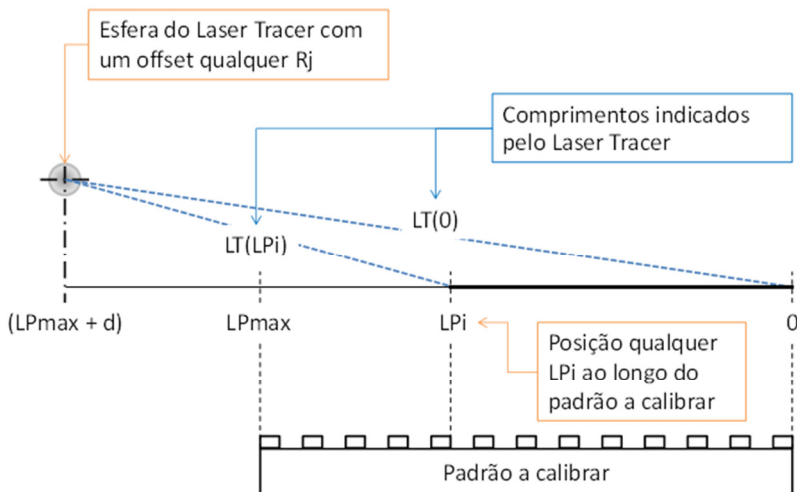 Esfera do Laser Tracer com
um offset qualquer Rj
Comprimentos indicados
pelo Laser Tracer
LT(0)
LT(LPi)
(LPmax + d)
LPmax
LPi
0
Posição qualquer
LPi ao longo do
padrão a calibrar
Padrão a calibrar